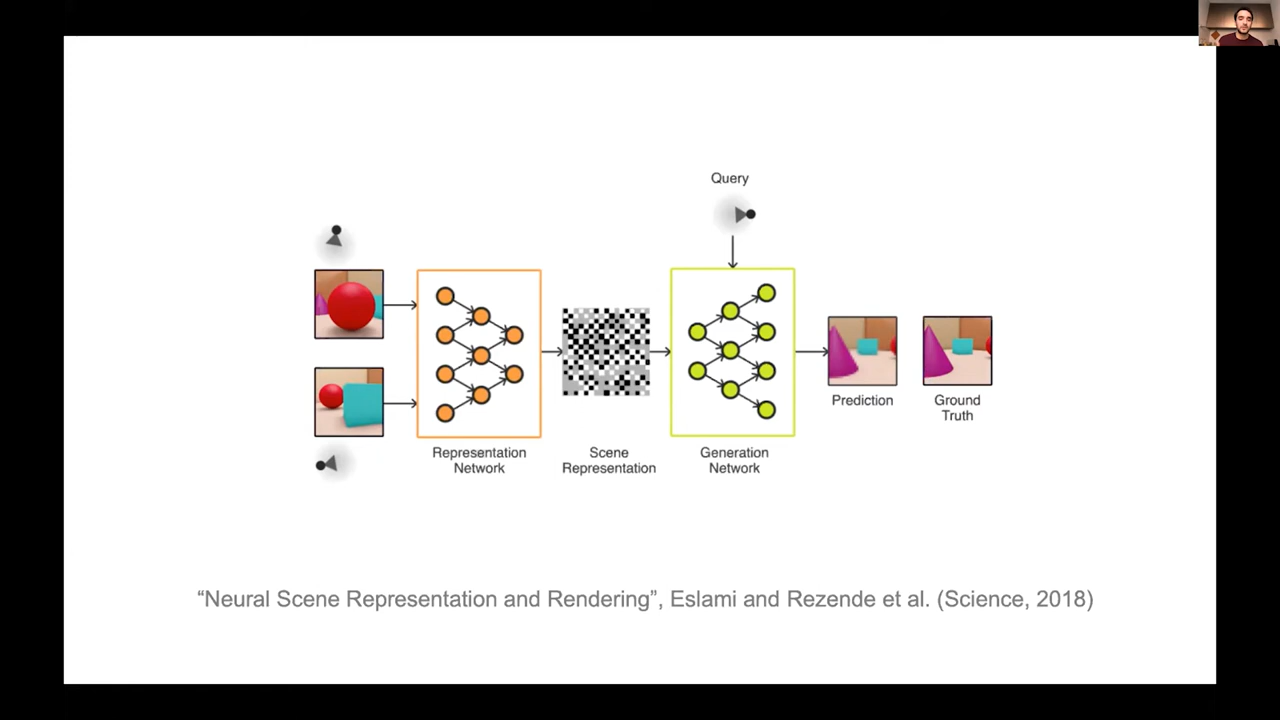 Query
Representation
Network
Scene
Representation
Generation
Network
Prediction
Ground
Truth
“Neural Scene Representation and Rendering”, Eslami and Rezende et al. (Science, 2018)